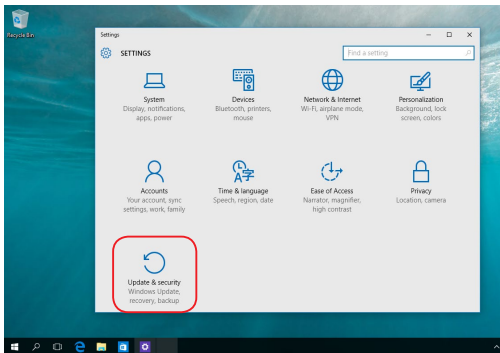 Recycle Bin
Settings
SETTINGS
Find a setting
System
Display, notifications,
apps, power
Devices
Bluetooth, printers,
mouse
Network & Internet
Wi-Fi, airplane mode,
VPN
Personalization
Background, lock
screen, colors
Accounts
Your account, sync
settings, work, family
Time & language
Speech, region, date
Ease of Access
Narrator, magnifier,
high contrast
Privacy
Location, camera
Update & security
Windows Update,
recovery, backup